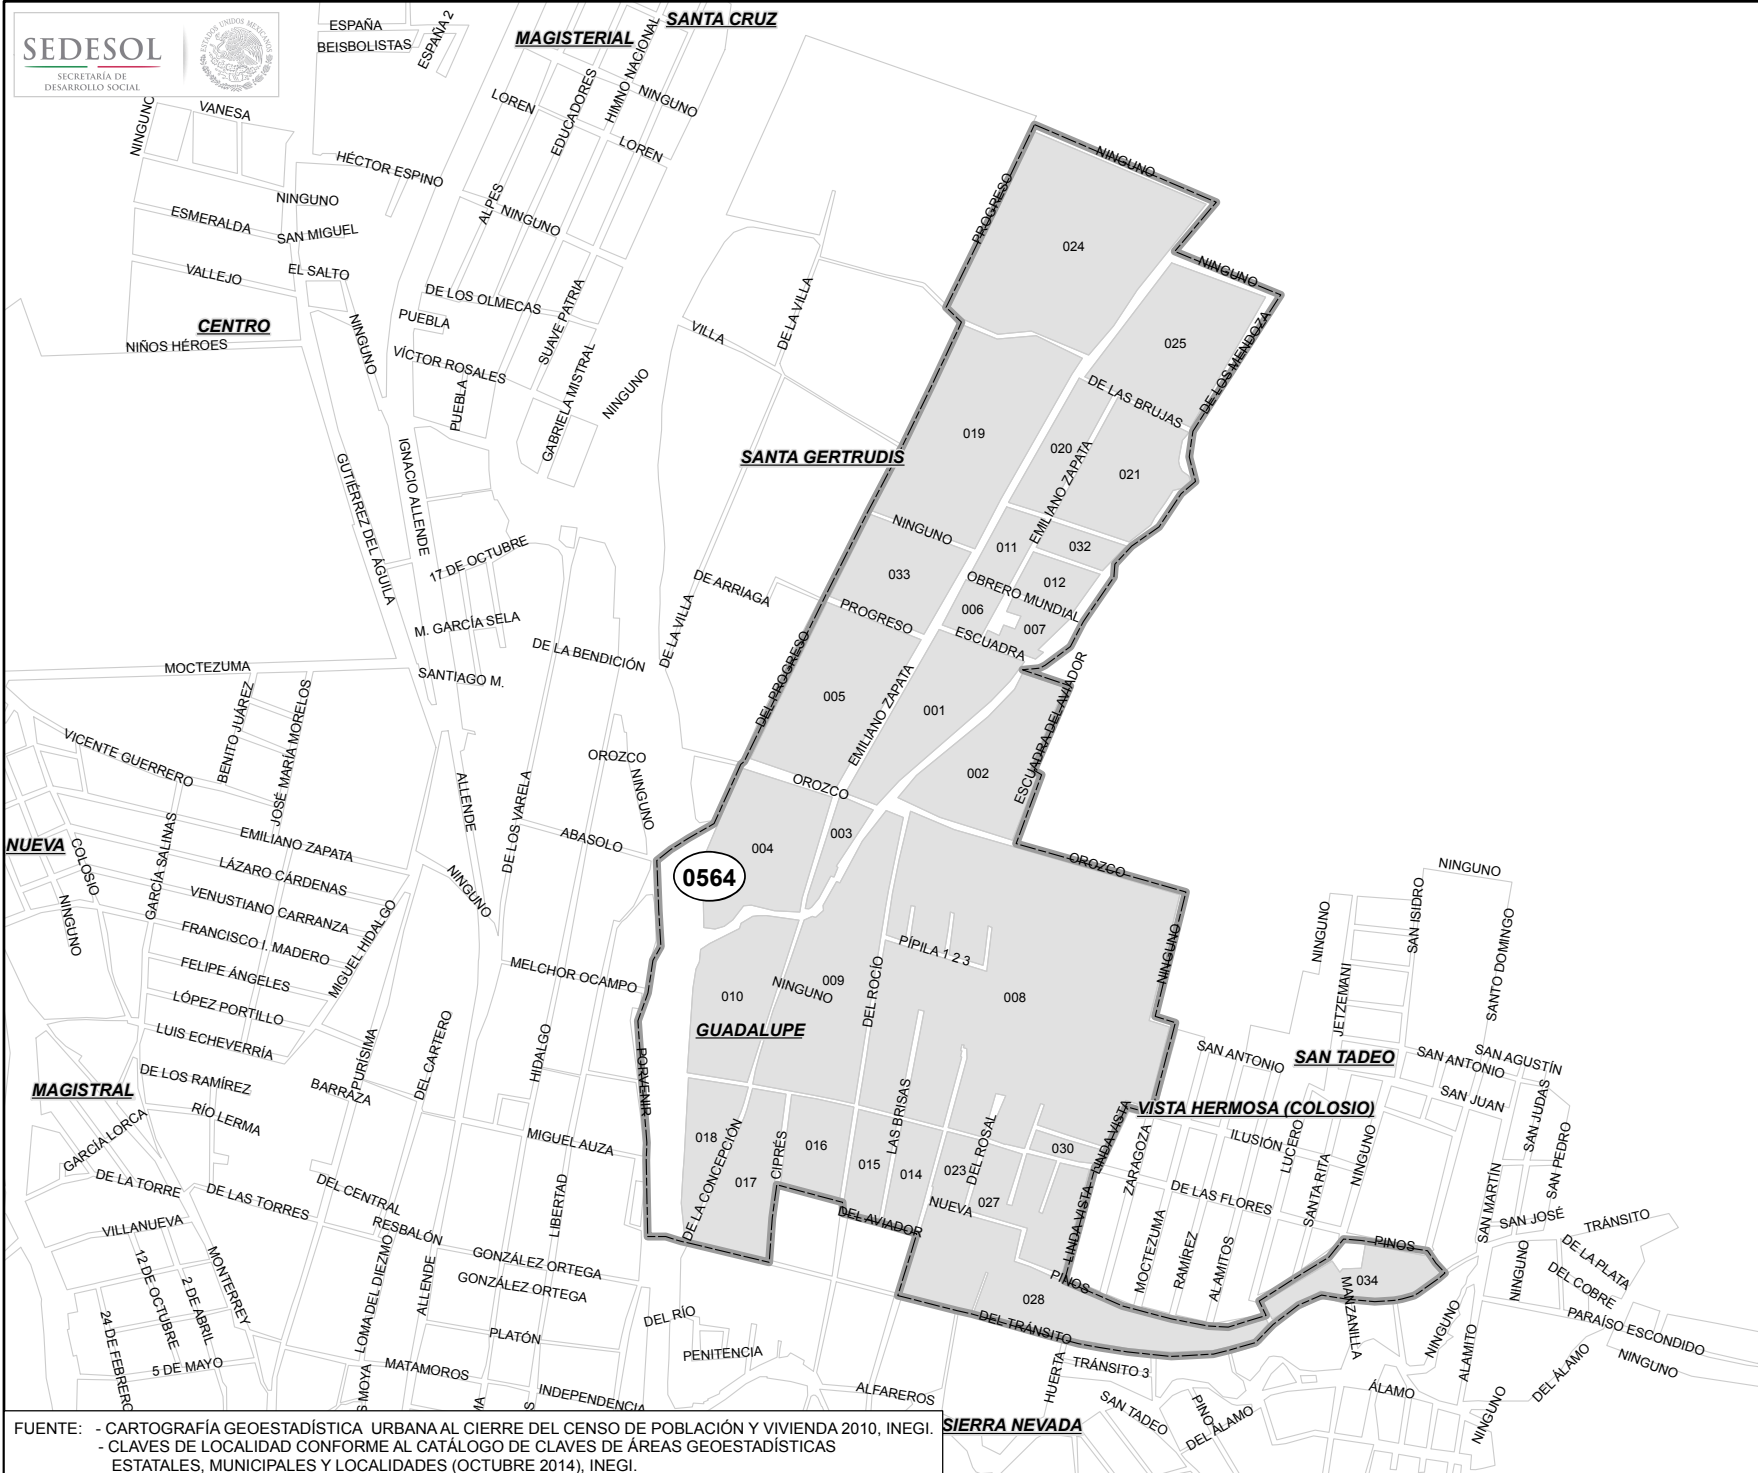 SEDESOL
SECRETARÍA DE
DESARROLLO SOCIAL
ESTADOS UNIDOS MEXICANOS
ESPAÑA
BEISBOLISTAS
ESPAÑA 2
MAGISTERIAL
SANTA CRUZ
HIMNO NACIONAL
EDUCADORES
LOREN
NINGUNO
LOREN
NINGUNO
VANESA
HÉCTOR ESPINO
NINGUNO
ALPES
NINGUNO
ESMERALDA
SAN MIGUEL
VALLEJO
EL SALTO
DE LOS OLMECAS
PUEBLA
SUAVE PATRIA
CENTRO
NIÑOS HÉROES
NINGUNO
VÍCTOR ROSALES
PUEBLA
GABRIELA MISTRAL
NINGUNO
VILLA
DE LA VILLA
PROGRESO
NINGUNO
024
NINGUNO
025
DE LOS MENDOZA
DE LAS BRUJAS
019
020
EMILIANO ZAPATA
021
SANTA GERTRUDIS
GUTIÉRREZ DEL ÁGUILA
IGNACIO ALLENDE
17 DE OCTUBRE
NINGUNO
011
032
033
012
OBRERO MUNDIAL
006
007
DE ARRIAGA
PROGRESO
ESCUADRA
M. GARCÍA SELA
DE LA BENDICIÓN
DE LA VILLA
MOCTEZUMA
SANTIAGO M.
DEL PROGRESO
005
EMILIANO ZAPATA
001
ESCUADRA DEL AVIADOR
002
BENITO JUÁREZ
JOSÉ MARÍA MORELOS
VICENTE GUERRERO
OROZCO
NINGUNO
OROZCO
ALLENDE
DE LOS VARELA
ABASOLO
003
004
OROZCO
0564
NUEVA
COLOSIO
NINGUNO
GARCÍA SALINAS
EMILIANO ZAPATA
LÁZARO CÁRDENAS
VENUSTIANO CARRANZA
FRANCISCO I. MADERO
FELIPE ÁNGELES
LÓPEZ PORTILLO
LUIS ECHEVERRÍA
MIGUEL HIDALGO
NINGUNO
MELCHOR OCAMPO
PÍPILA 1 2 3
NINGUNO
009
010
008
DEL ROCÍO
NINGUNO
GUADALUPE
NINGUNO
NINGUNO
JETZEMANI
SAN ISIDRO
SANTO DOMINGO
SAN ANTONIO
SAN TADEO
SAN ANTONIO
SAN AGUSTÍN
SAN JUAN
SAN JUDAS
SAN PEDRO
MAGISTRAL
DE LOS RAMÍREZ
RÍO LERMA
GARCÍA LORCA
BARRAZA
PURÍSIMA
DEL CARTERO
HIDALGO
PORVENIR
MIGUEL AUZA
LAS BRISAS
VISTA HERMOSA (COLOSIO)
LINDA VISTA
LINDA VISTA
ZARAGOZA
ILUSIÓN
LUCERO
NINGUNO
018
DE LA CONCEPCIÓN
CIPRÉS
016
017
015
014
023
DEL ROSAL
030
027
NUEVA
DE LAS FLORES
SANTA RITA
SAN MARTÍN
DE LA TORRE
DE LAS TORRES
DEL CENTRAL
RESBALÓN
LIBERTAD
DEL AVIADOR
MOCTEZUMA
RAMÍREZ
ALAMITOS
PINOS
SAN JOSÉ
TRÁNSITO
DE LA PLATA
DEL COBRE
NINGUNO
VILLANUEVA
12 DE OCTUBRE
2 DE ABRIL
MONTERREY
LOMA DEL DIEZMO
ALLENDE
GONZÁLEZ ORTEGA
GONZÁLEZ ORTEGA
028
PINOS
034
MANZANILLA
PARAÍSO ESCONDIDO
NINGUNO
24 DE FEBRERO
5 DE MAYO
MOYA
PLATÓN
MATAMOROS
INDEPENDENCIA
DEL RÍO
PENITENCIA
ALFAREROS
DEL TRÁNSITO
TRÁNSITO 3
HUERTA
SAN TADEO
PINO
DEL ÁLAMO
ÁLAMO
NINGUNO
ALAMITO
NINGUNO
DEL ÁLAMO
SIERRA NEVADA
FUENTE: - CARTOGRAFÍA GEOESTADÍSTICA URBANA AL CIERRE DEL CENSO DE POBLACIÓN Y VIVIENDA 2010, INEGI.
- CLAVES DE LOCALIDAD CONFORME AL CATÁLOGO DE CLAVES DE ÁREAS GEOESTADÍSTICAS
ESTATALES, MUNICIPALES Y LOCALIDADES (OCTUBRE 2014), INEGI.